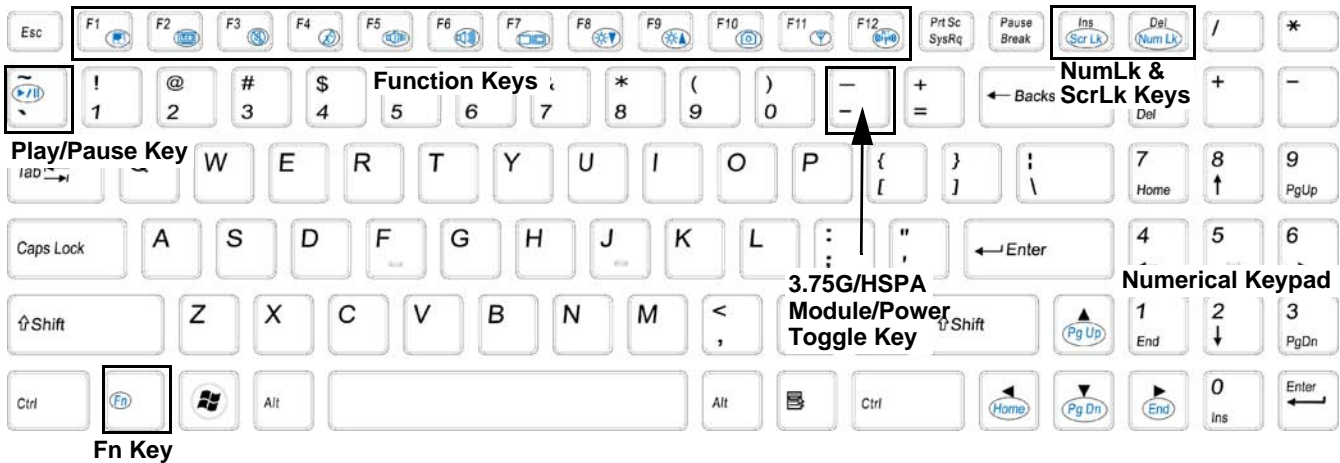 Esc F1 F2 F3 F4 F5 F6 F7 F8 F9 F10 F11 F12 Prt Sc SysRq Pause Break Ins Scr Lk Del Num Lk / *
Function Keys
NumLk &
ScrLk Keys
~ ` ! 1 @ 2 # 3 $ 4 5 6 7 * 8 ( 9 ) 0 — - + = ← Backs Del + −
Play/Pause Key
Tab W E R T Y U I O P { [ } ] ¦ \ 7 Home 8 ↑ 9 PgUp
Caps Lock A S D F G H J K L : ; " ' Enter 4 5 6
3.75G/HSPA
Module/Power
Toggle Key
Numerical Keypad
⇧Shift Z X C V B N M < , ⇧Shift ▲ Pg Up 1 End 2 ↓ 3 PgDn
Ctrl Fn Alt Alt Ctrl ◀ Home ▼ Pg Dn ▶ End 0 Ins Enter
Fn Key